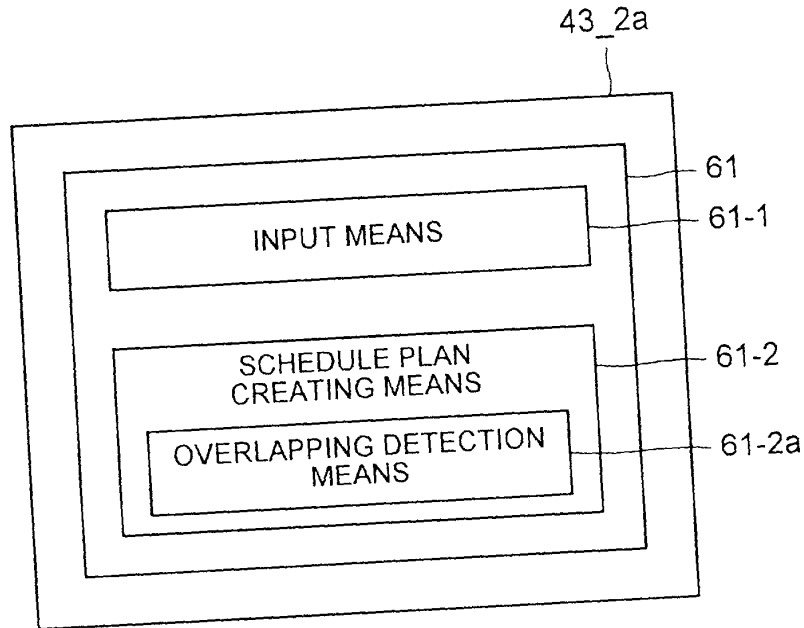 43_2a
61
INPUT MEANS
61-1
SCHEDULE PLAN
CREATING MEANS
61-2
OVERLAPPING DETECTION
MEANS
61-2a